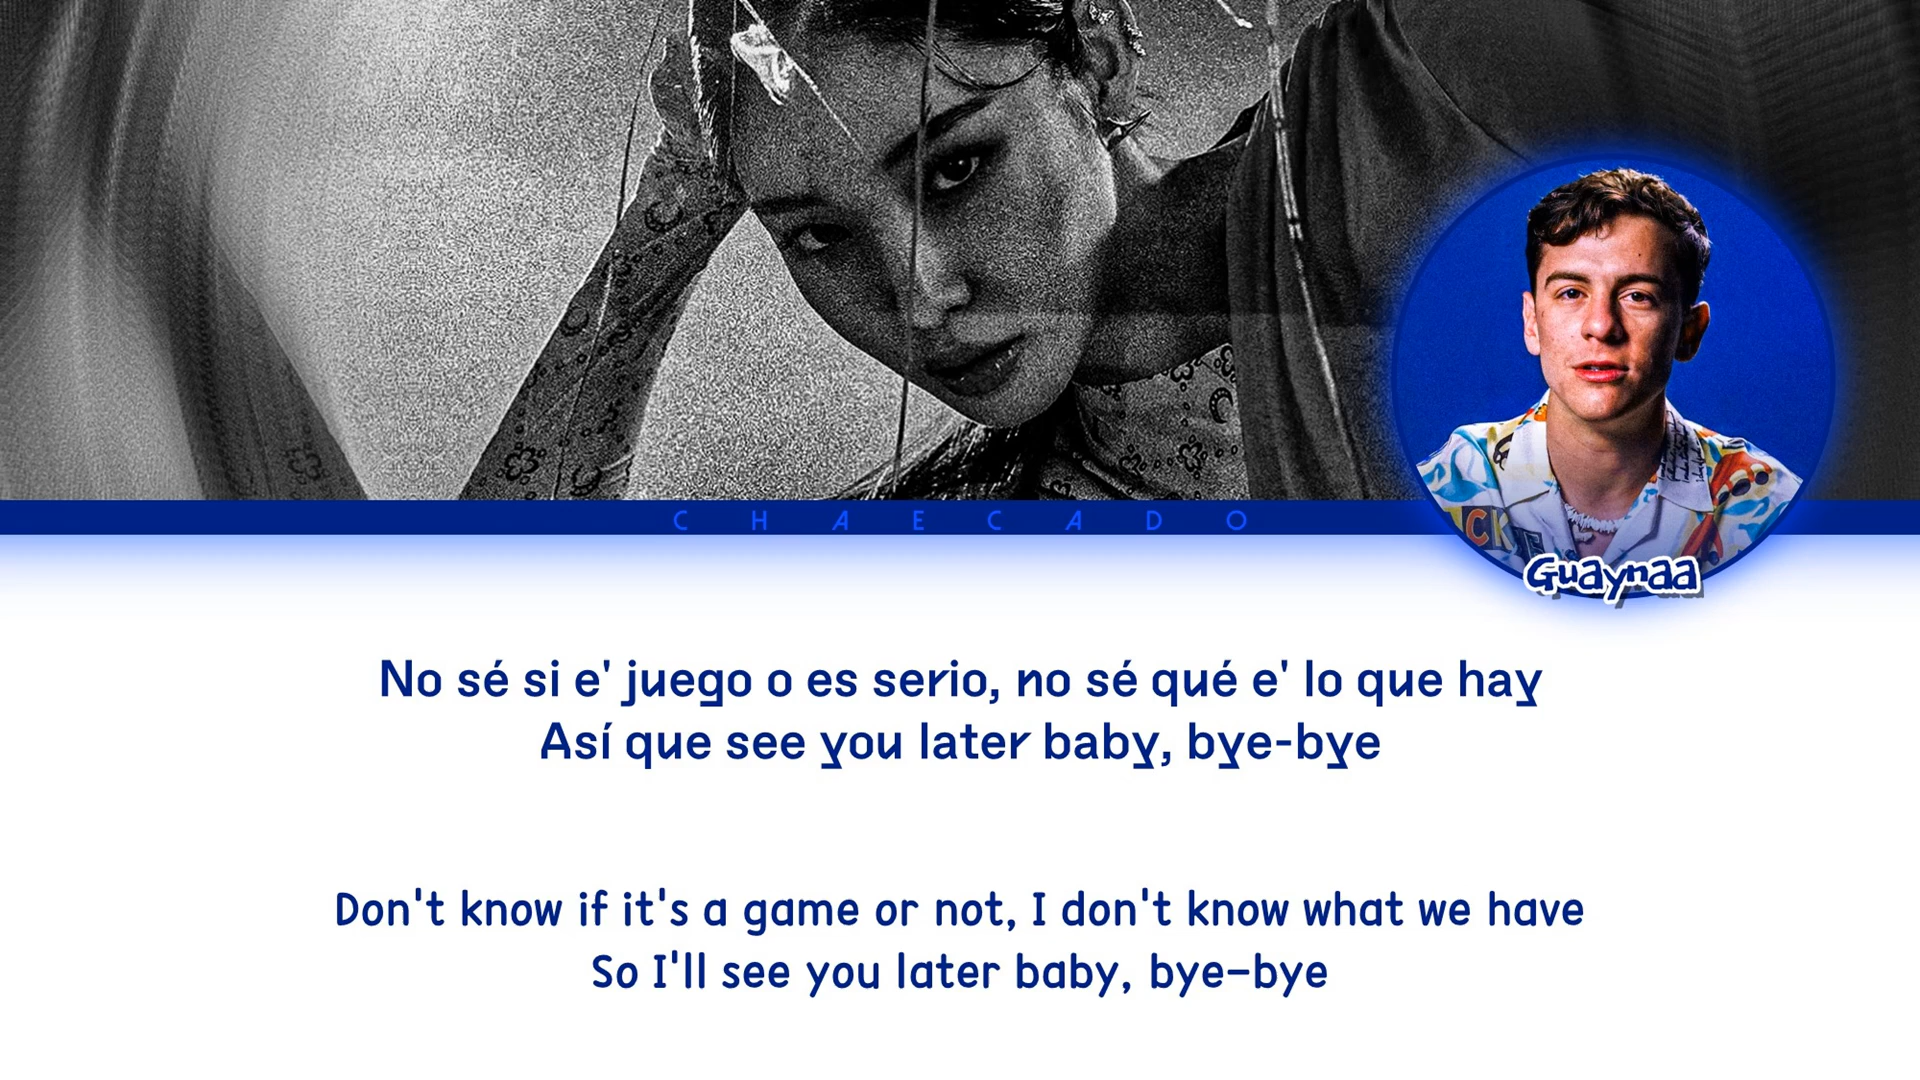 CHAECADO
Guaynaa
No sé si e' juego o es serio, no sé qué e' lo que hay
Así que see you later baby, bye-bye
Don't know if it's a game or not, I don't know what we have
So I'll see you later baby, bye-bye